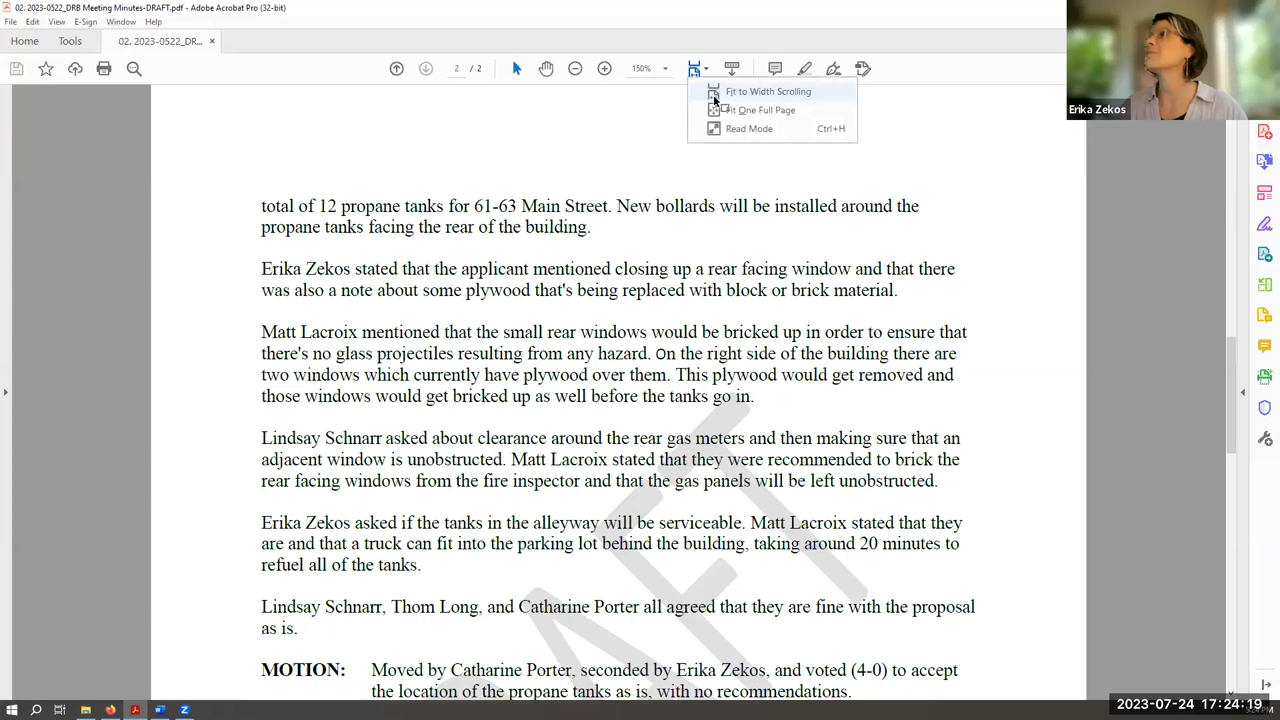 02. 2023-0522_DRB Meeting Minutes-DRAFT.pdf - Adobe Acrobat Pro (32-bit)
File Edit View E-Sign Window Help
Home Tools 02. 2023-0522_DR... ×
2 / 2 150%
Fit to Width Scrolling
Fit One Full Page
Read Mode Ctrl+H
Erika Zekos
total of 12 propane tanks for 61-63 Main Street. New bollards will be installed around the
propane tanks facing the rear of the building.
Erika Zekos stated that the applicant mentioned closing up a rear facing window and that there
was also a note about some plywood that's being replaced with block or brick material.
Matt Lacroix mentioned that the small rear windows would be bricked up in order to ensure that
there's no glass projectiles resulting from any hazard. On the right side of the building there are
two windows which currently have plywood over them. This plywood would get removed and
those windows would get bricked up as well before the tanks go in.
Lindsay Schnarr asked about clearance around the rear gas meters and then making sure that an
adjacent window is unobstructed. Matt Lacroix stated that they were recommended to brick the
rear facing windows from the fire inspector and that the gas panels will be left unobstructed.
Erika Zekos asked if the tanks in the alleyway will be serviceable. Matt Lacroix stated that they
are and that a truck can fit into the parking lot behind the building, taking around 20 minutes to
refuel all of the tanks.
Lindsay Schnarr, Thom Long, and Catharine Porter all agreed that they are fine with the proposal
as is.
MOTION: Moved by Catharine Porter, seconded by Erika Zekos, and voted (4-0) to accept
the location of the propane tanks as is, with no recommendations.
2023-07-24 17:24:19